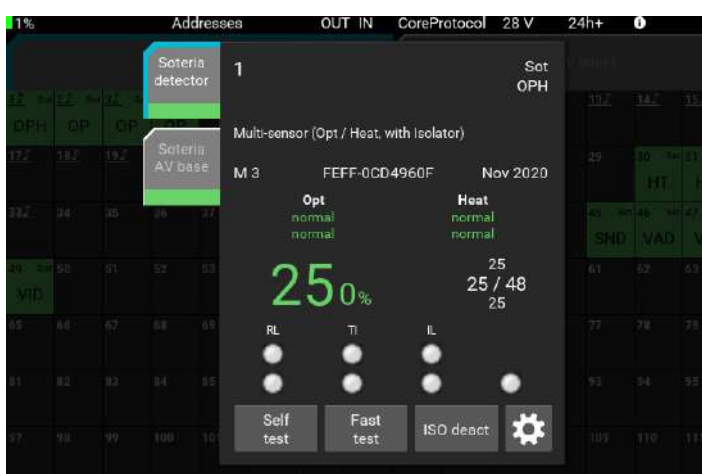 1% Addresses OUT IN CoreProtocol 28 V 24h+
Soteria detector
Soteria AV base
1 Sot OPH
Multi-sensor (Opt / Heat, with Isolator)
M 3 FEFF-0CD4960F Nov 2020
Opt Heat
normal normal
normal normal
25 0% 25
25 / 48
25
RL TI IL
Self test Fast test ISO deact
OPH OP OP
29 30 31
HT
33 34 35 36 37 45 46 47
SND VAD
49 50 51 52 53 61 62 63
VID
65 66 67 68 69 77 78 79
81 82 83 84 85 93 94 95
97 98 99 100 101 109 110 111